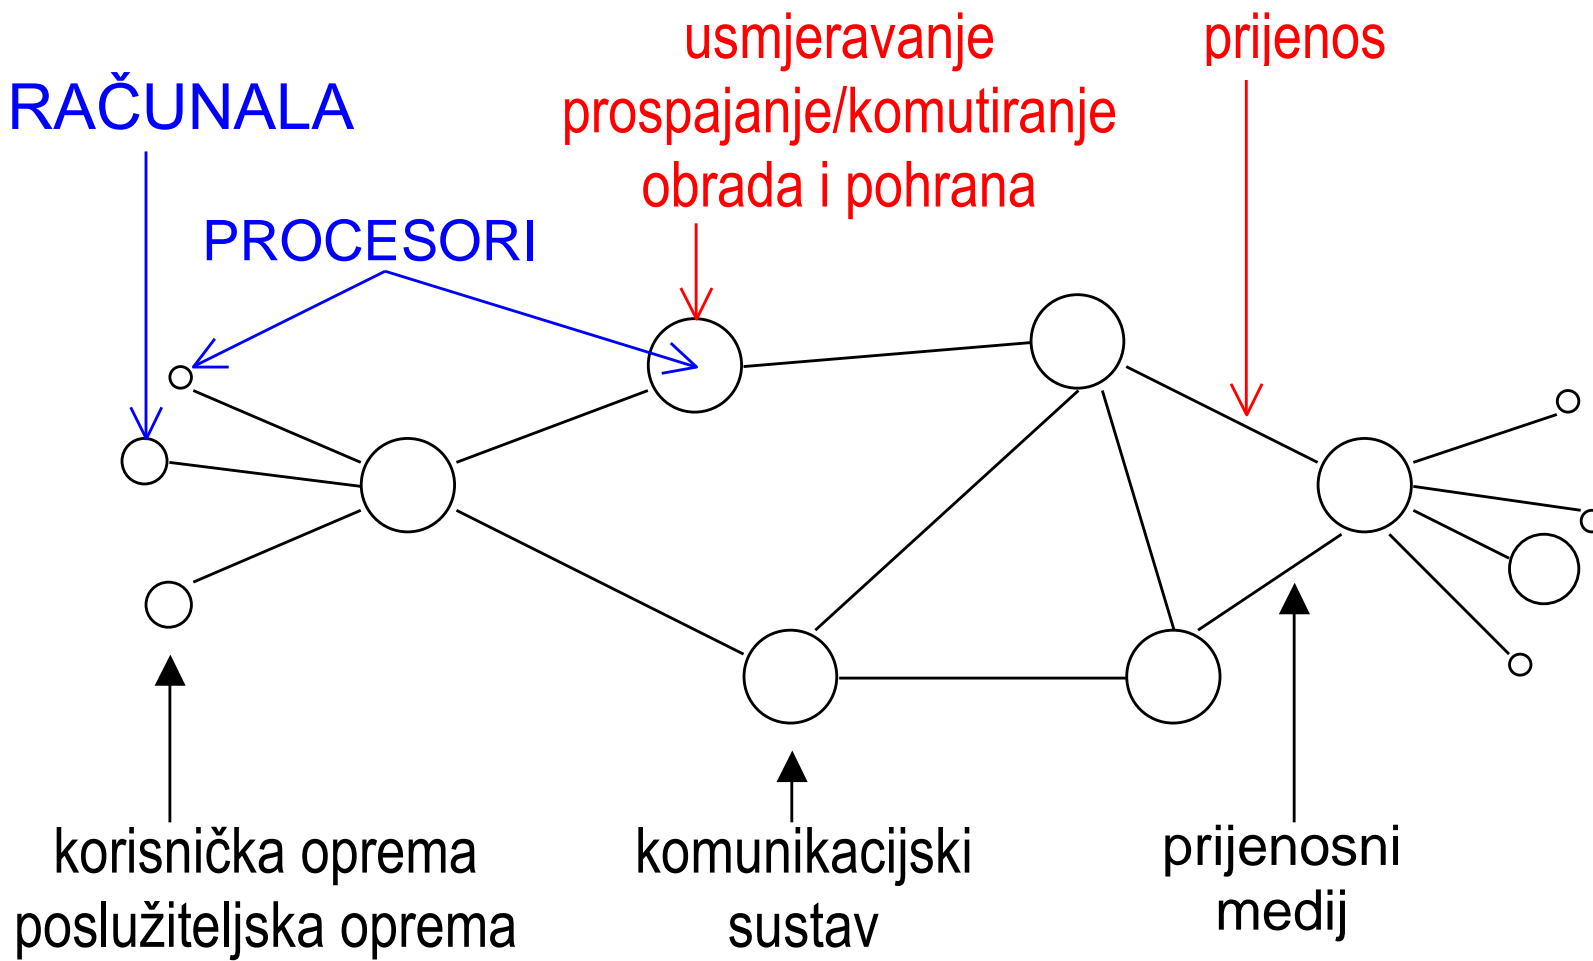 usmjeravanje
prospajanje/komutiranje
obrada i pohrana
prijenos
RAČUNALA
PROCESORI
korisnička oprema
poslužiteljska oprema
komunikacijski
sustav
prijenosni
medij